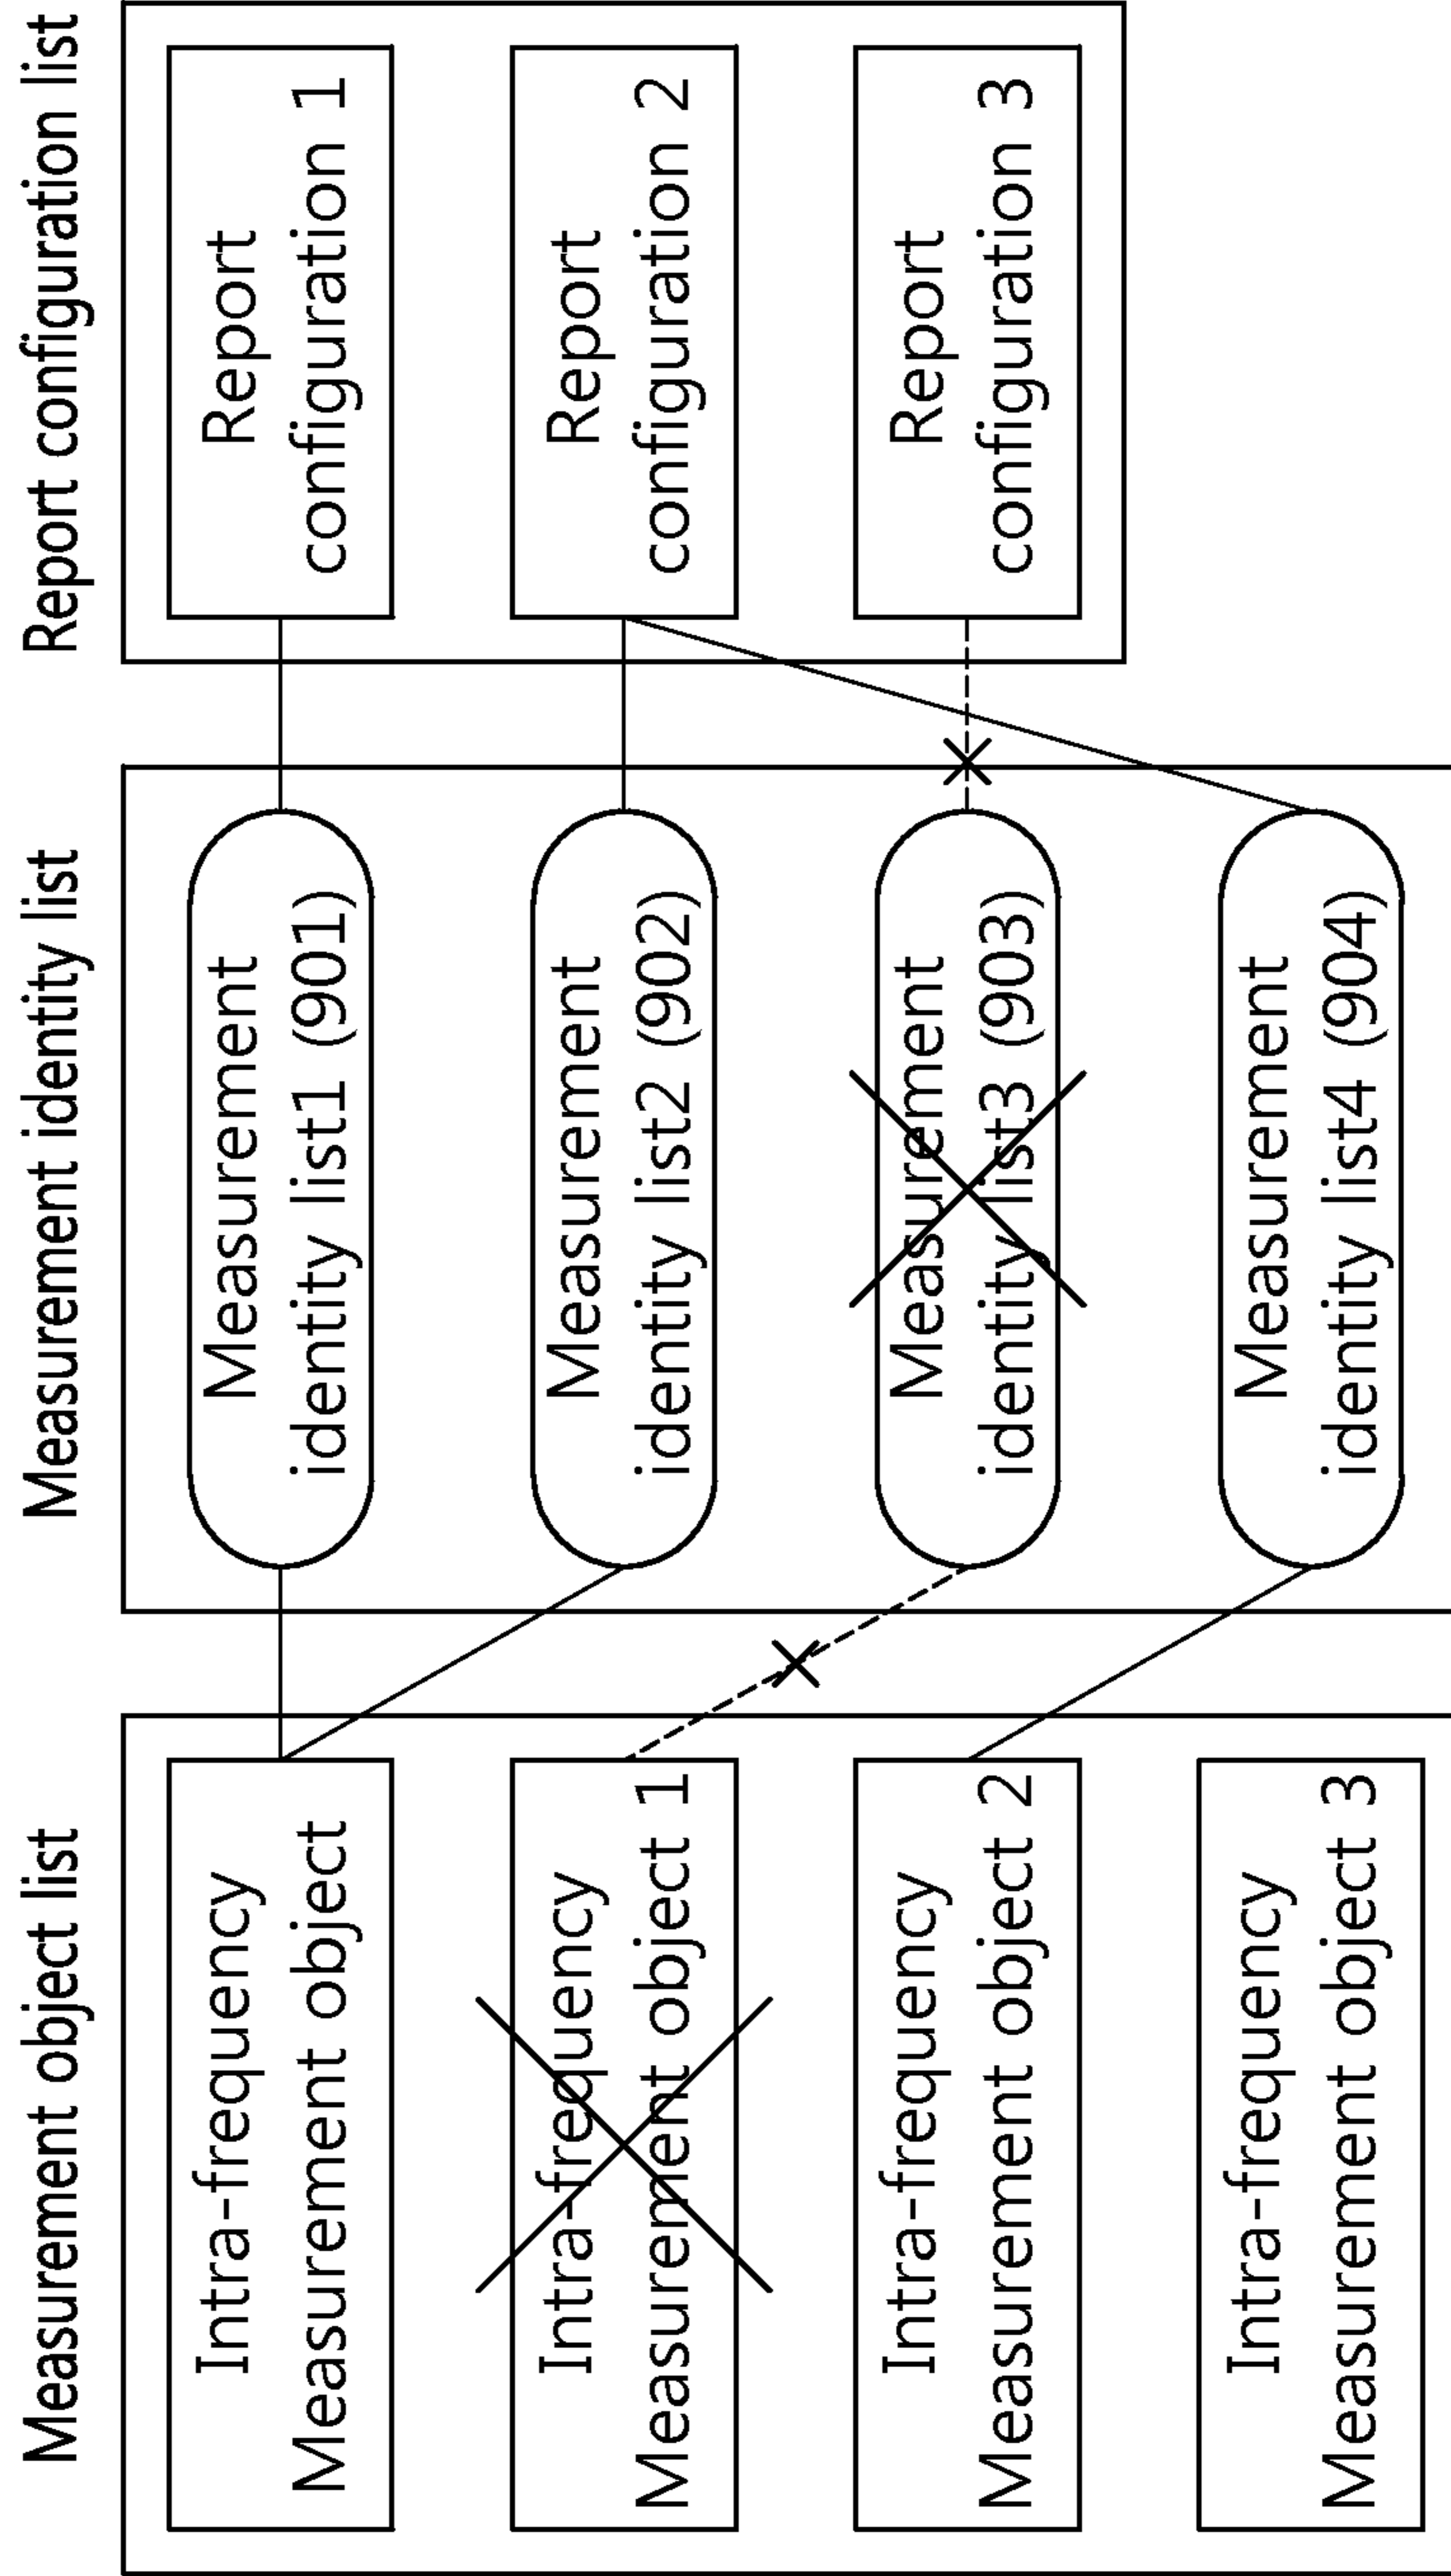 Measurement object list
Intra-frequency
Measurement object
Intra-frequency
Measurement object 1
Intra-frequency
Measurement object 2
Intra-frequency
Measurement object 3
Measurement identity list
Measurement
identity list1 (901)
Measurement
identity list2 (902)
Measurement
identity list3 (903)
Measurement
identity list4 (904)
Report configuration list
Report
configuration 1
Report
configuration 2
Report
configuration 3